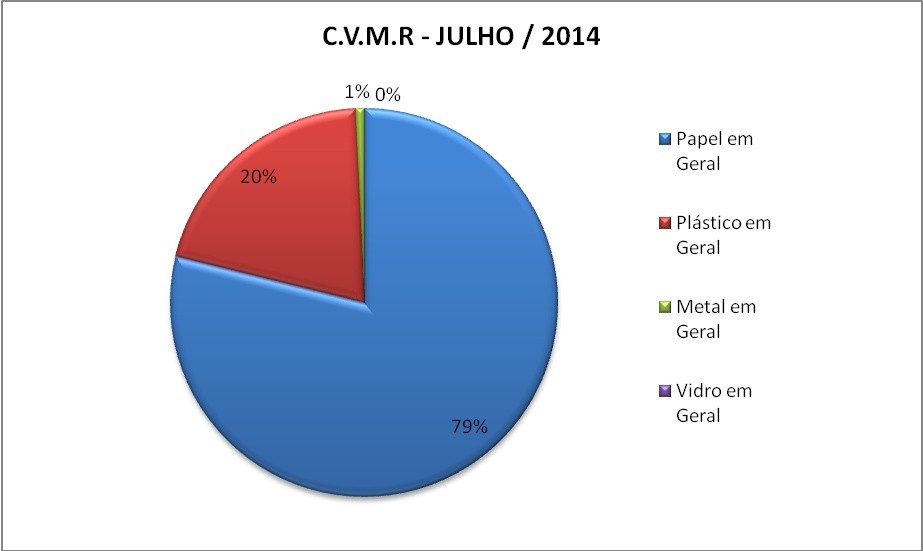 C.V.M.R - JULHO / 2014
1% 0%
20%
79%
Papel em
Geral
Plástico em
Geral
Metal em
Geral
Vidro em
Geral